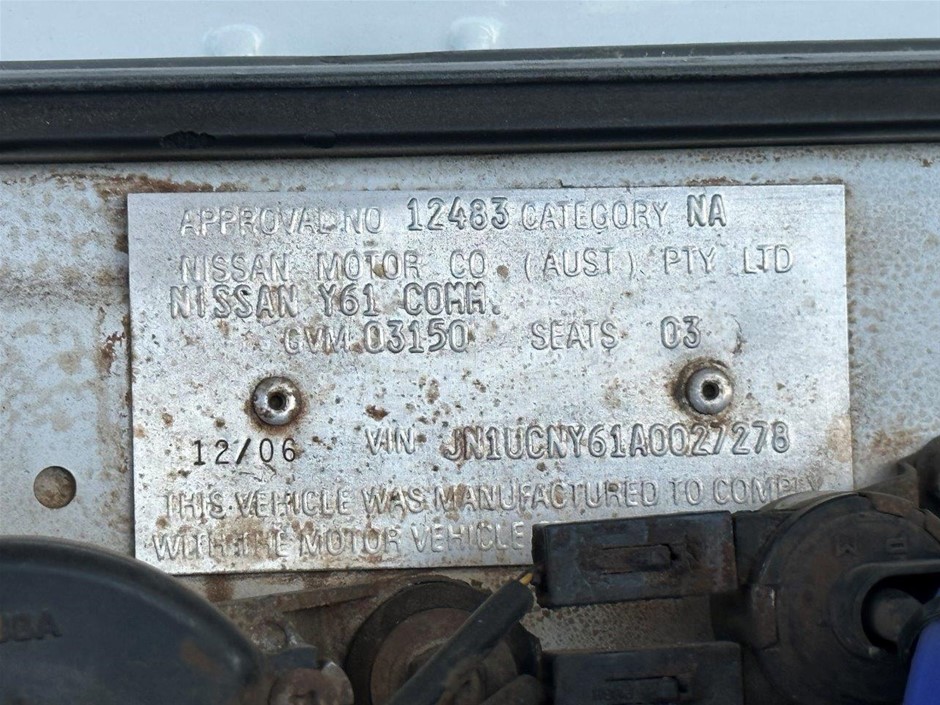 APPROVAL NO 12483 CATEGORY NA
NISSAN MOTOR CO (AUST) PTY LTD
NISSAN Y61 COMM.
GVM 03150 SEATS 03
12/06 VIN JN1UCNY61A0027278
THIS VEHICLE WAS MANUFACTURED TO COMPLY
WITH THE MOTOR VEHICLE